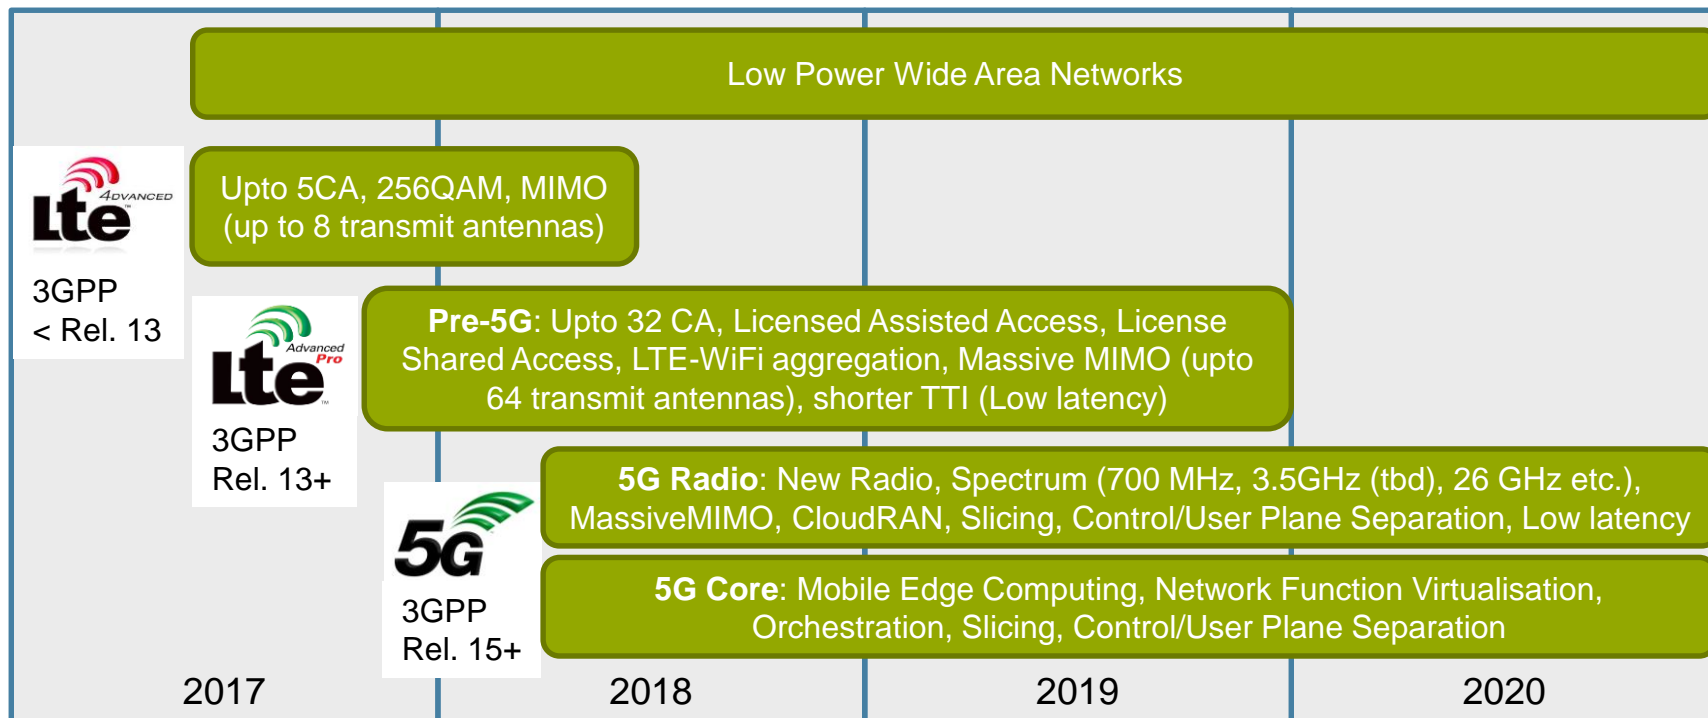 Low Power Wide Area Networks
4DVANCED
Lte™
3GPP
< Rel. 13
Upto 5CA, 256QAM, MIMO
(up to 8 transmit antennas)
Advanced
Pro
Lte™
3GPP
Rel. 13+
Pre-5G: Upto 32 CA, Licensed Assisted Access, License
Shared Access, LTE-WiFi aggregation, Massive MIMO (upto
64 transmit antennas), shorter TTI (Low latency)
5G
3GPP
Rel. 15+
5G Radio: New Radio, Spectrum (700 MHz, 3.5GHz (tbd), 26 GHz etc.),
MassiveMIMO, CloudRAN, Slicing, Control/User Plane Separation, Low latency
5G Core: Mobile Edge Computing, Network Function Virtualisation,
Orchestration, Slicing, Control/User Plane Separation
2017 2018 2019 2020